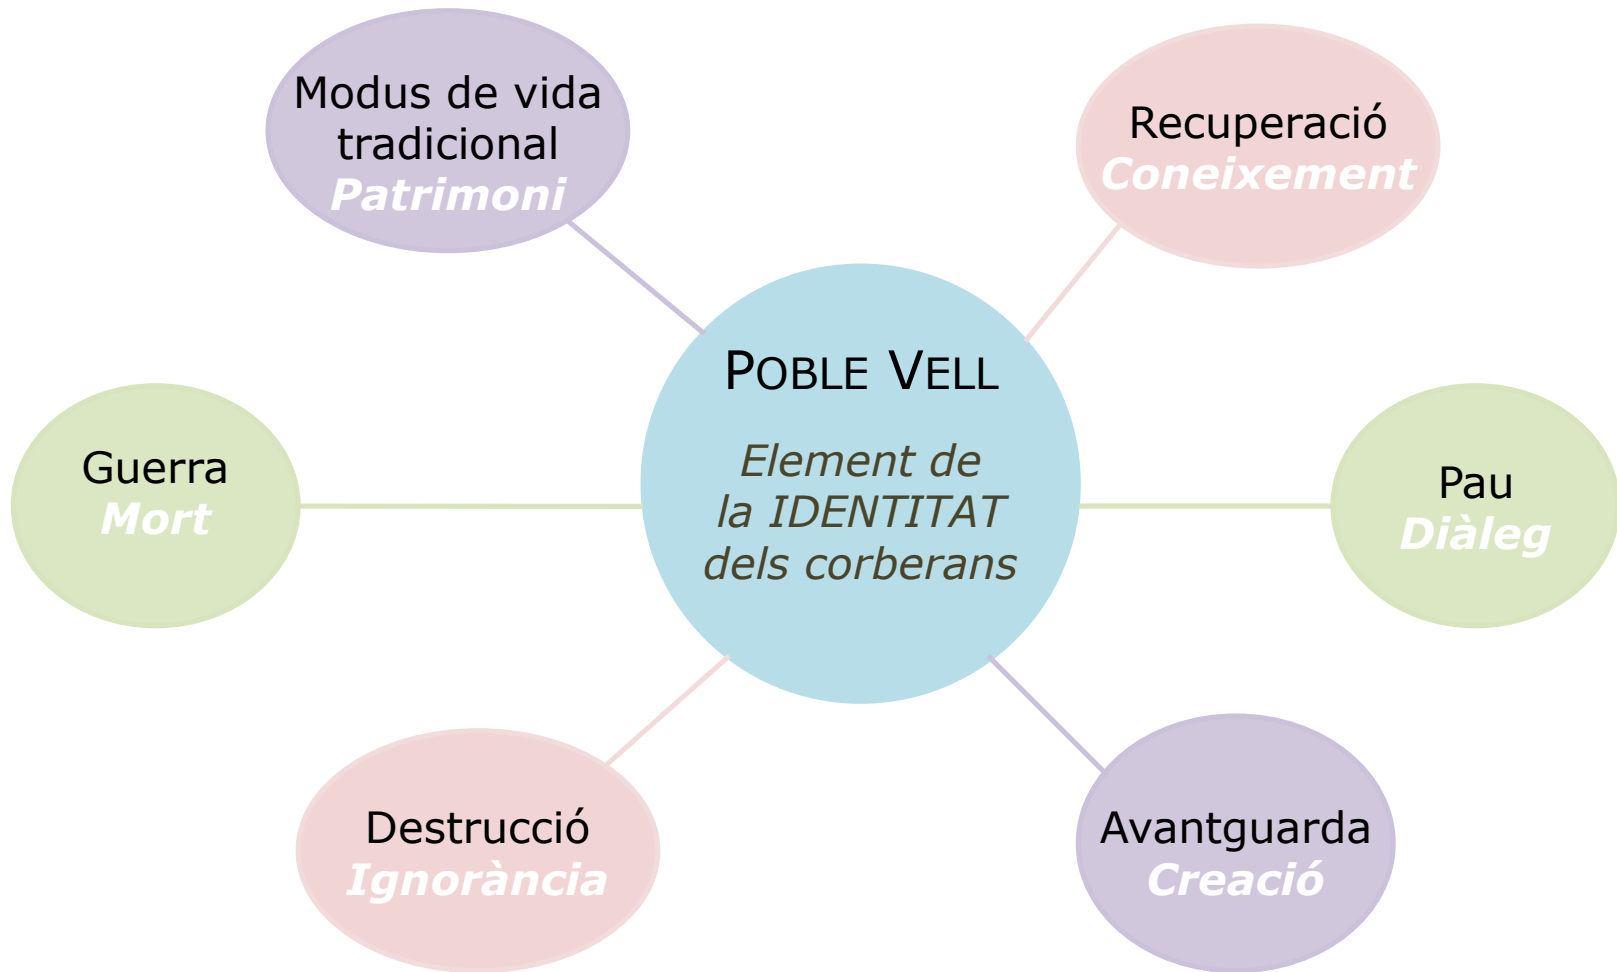 Modus de vida
tradicional
Patrimoni
Recuperació
Coneixement
POBLE VELL
Element de
la IDENTITAT
dels corberans
Guerra
Mort
Pau
Diàleg
Destrucció
Ignorància
Avantguarda
Creació